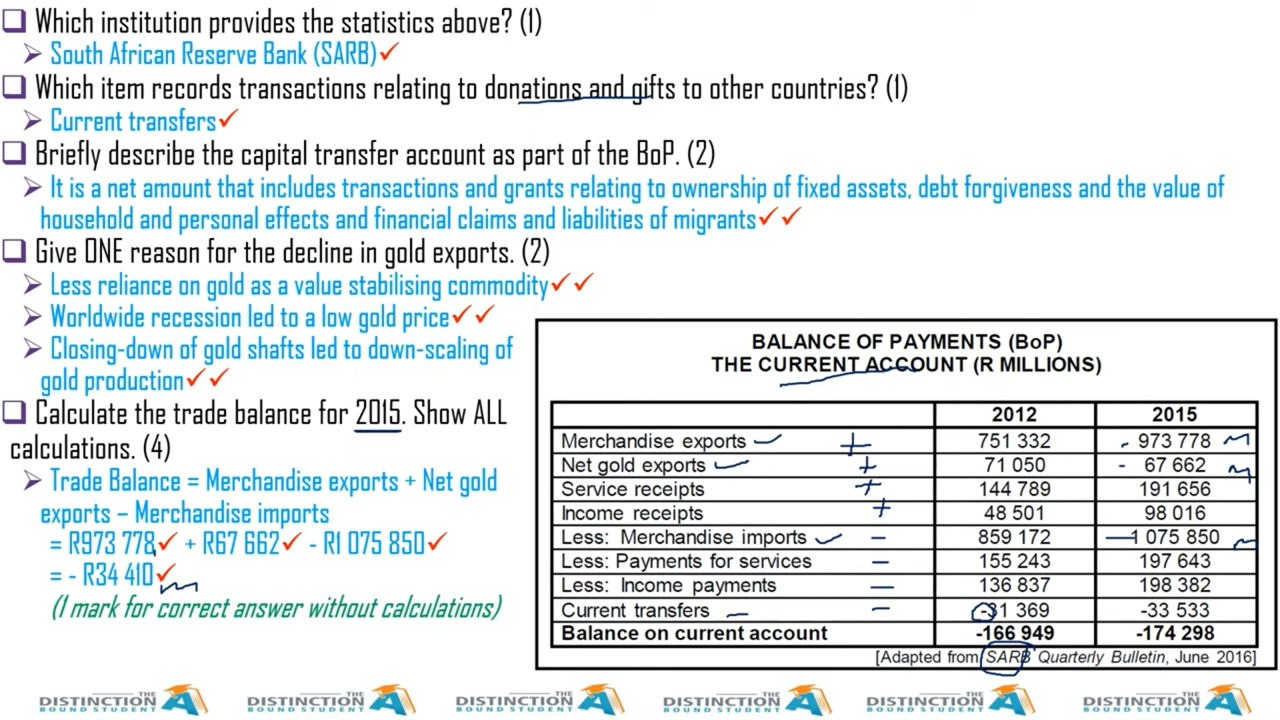 Which institution provides the statistics above? (1)
South African Reserve Bank (SARB)
Which item records transactions relating to donations and gifts to other countries? (1)
Current transfers
Briefly describe the capital transfer account as part of the BoP. (2)
It is a net amount that includes transactions and grants relating to ownership of fixed assets, debt forgiveness and the value of
household and personal effects and financial claims and liabilities of migrants
Give ONE reason for the decline in gold exports. (2)
Less reliance on gold as a value stabilising commodity
Worldwide recession led to a low gold price
Closing-down of gold shafts led to down-scaling of
gold production
Calculate the trade balance for 2015. Show ALL
calculations. (4)
Trade Balance = Merchandise exports + Net gold
exports – Merchandise imports
= R973 778 + R67 662 - R1 075 850
= - R34 410
(1 mark for correct answer without calculations)
BALANCE OF PAYMENTS (BoP)
THE CURRENT ACCOUNT (R MILLIONS)
2012 2015
Merchandise exports + 751 332 973 778
Net gold exports + 71 050 67 662
Service receipts + 144 789 191 656
Income receipts + 48 501 98 016
Less: Merchandise imports - 859 172 1 075 850
Less: Payments for services - 155 243 197 643
Less: Income payments - 136 837 198 382
Current transfers - -31 369 -33 533
Balance on current account -166 949 -174 298
[Adapted from SARB Quarterly Bulletin, June 2016]
THE DISTINCTION BOUND STUDENT A+
THE DISTINCTION BOUND STUDENT A+
THE DISTINCTION BOUND STUDENT A+
THE DISTINCTION BOUND STUDENT A+
THE DISTINCTION BOUND STUDENT A+
THE DISTINCTION BOUND STUDENT A+